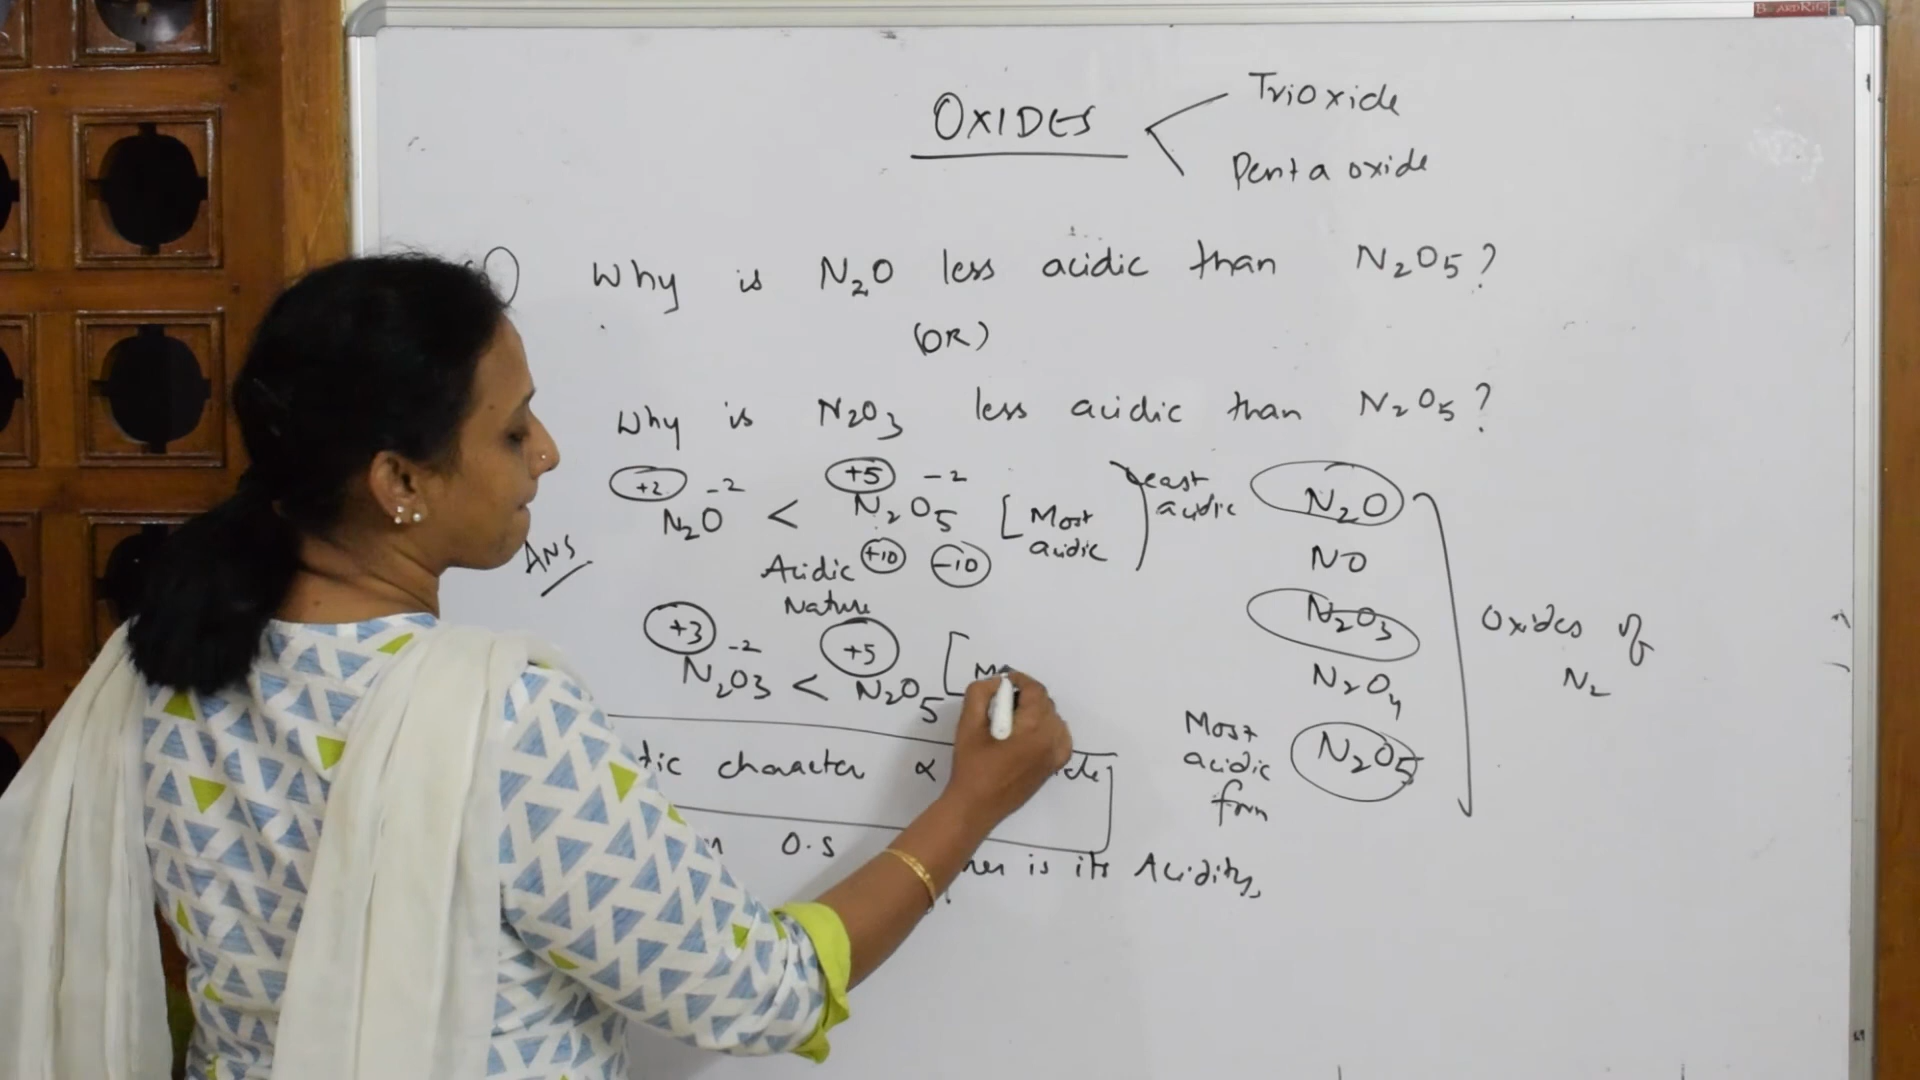 OXIDES
Trioxide
Pentaoxide
Why is N₂O less acidic than N₂O₅?
(OR)
Why is N₂O₃ less acidic than N₂O₅?
Ans
+2 -2 +5 -2
N₂O < N₂O₅ [Most acidic
Acidic Nature +10 -10
+3 -2 +5
N₂O₃ < N₂O₅ [
character ∝
O.S
is its Acidity,
Least acidic
N₂O
NO
N₂O₃
N₂O₄
N₂O₅
Most acidic form
Oxides of
N₂